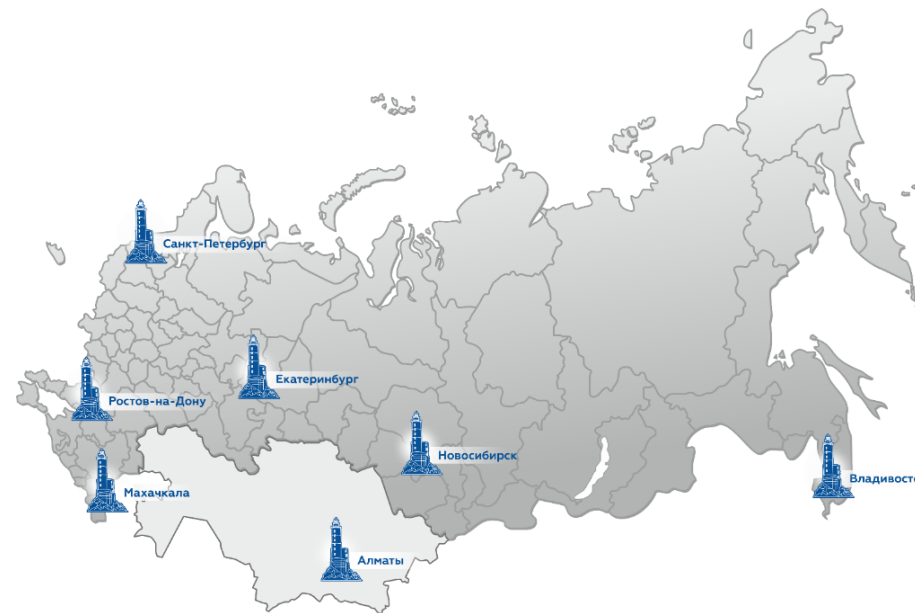 Санкт-Петербург
Екатеринбург
Ростов-на-Дону
Новосибирск
Махачкала
Владивосто
Алматы